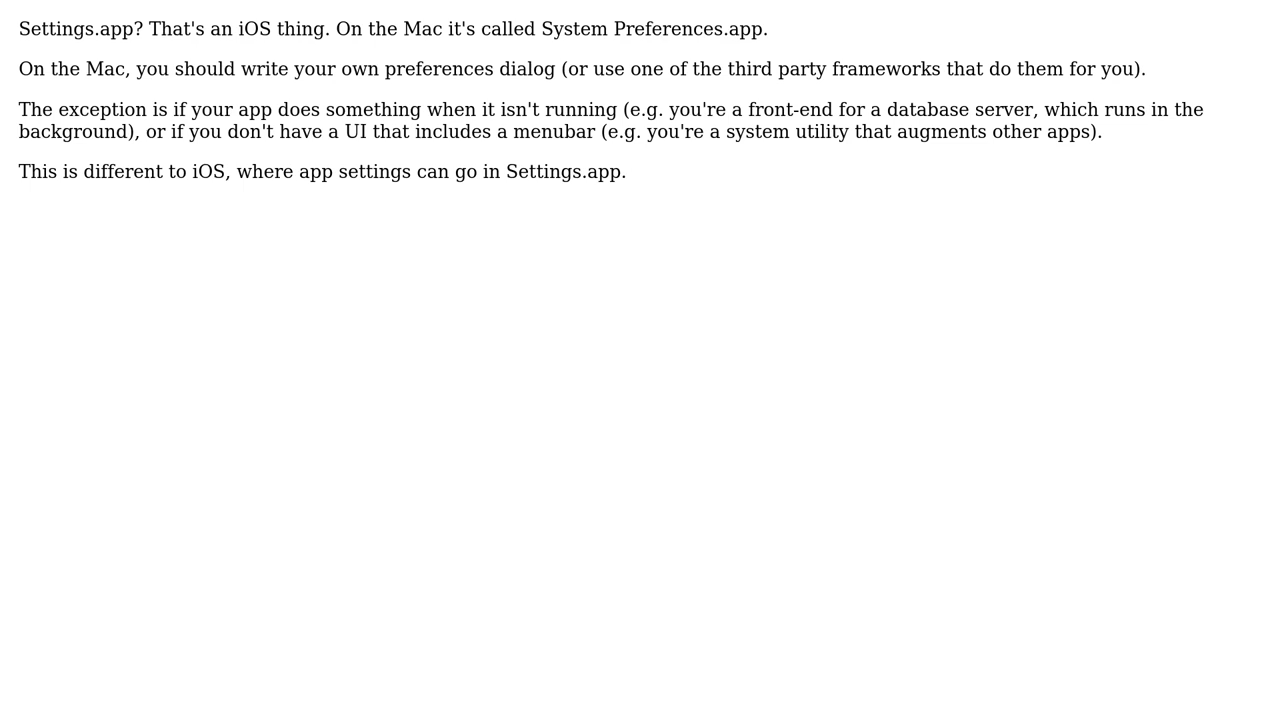 Settings.app? That's an iOS thing. On the Mac it's called System Preferences.app.
On the Mac, you should write your own preferences dialog (or use one of the third party frameworks that do them for you).
The exception is if your app does something when it isn't running (e.g. you're a front-end for a database server, which runs in the
background), or if you don't have a UI that includes a menubar (e.g. you're a system utility that augments other apps).
This is different to iOS, where app settings can go in Settings.app.